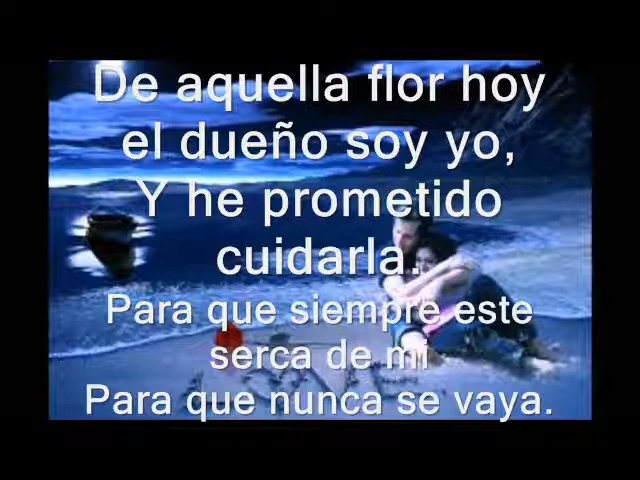 De aquella flor hoy
el dueño soy yo,
Y he prometido
cuidarla.
Para que siempre este
serca de mi
Para que nunca se vaya.